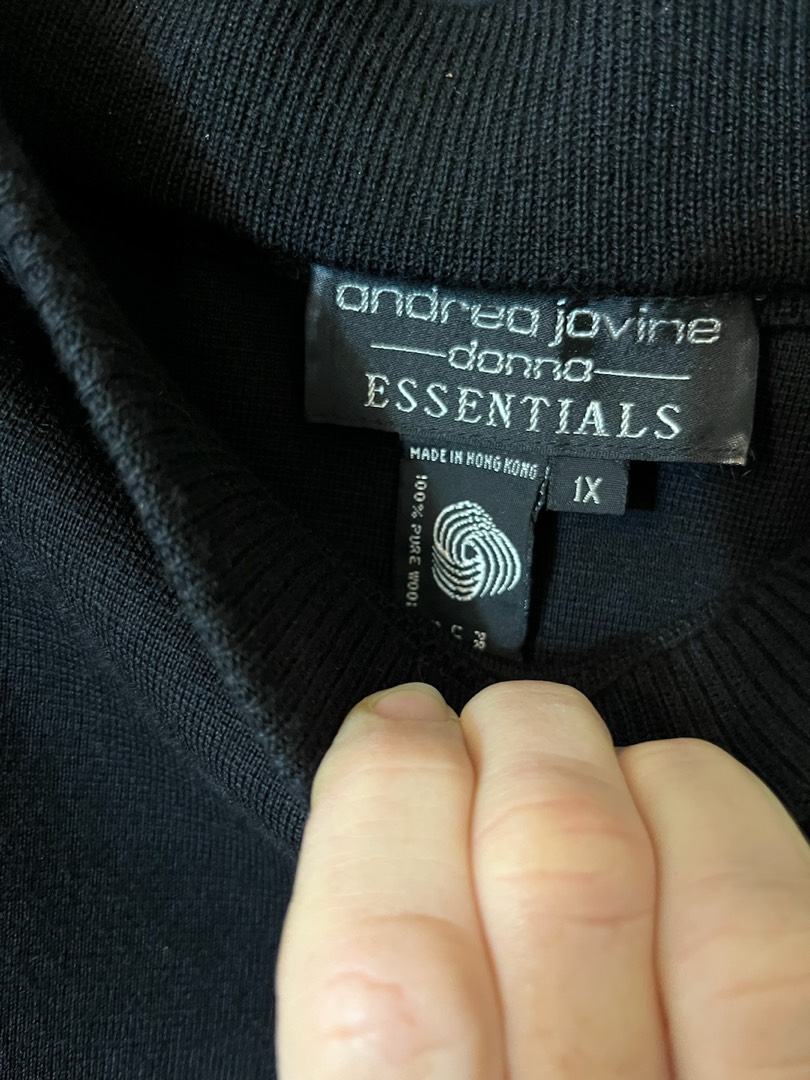 andrea jovine
donna
ESSENTIALS
MADE IN HONG KONG
1X
100% PURE WOOL